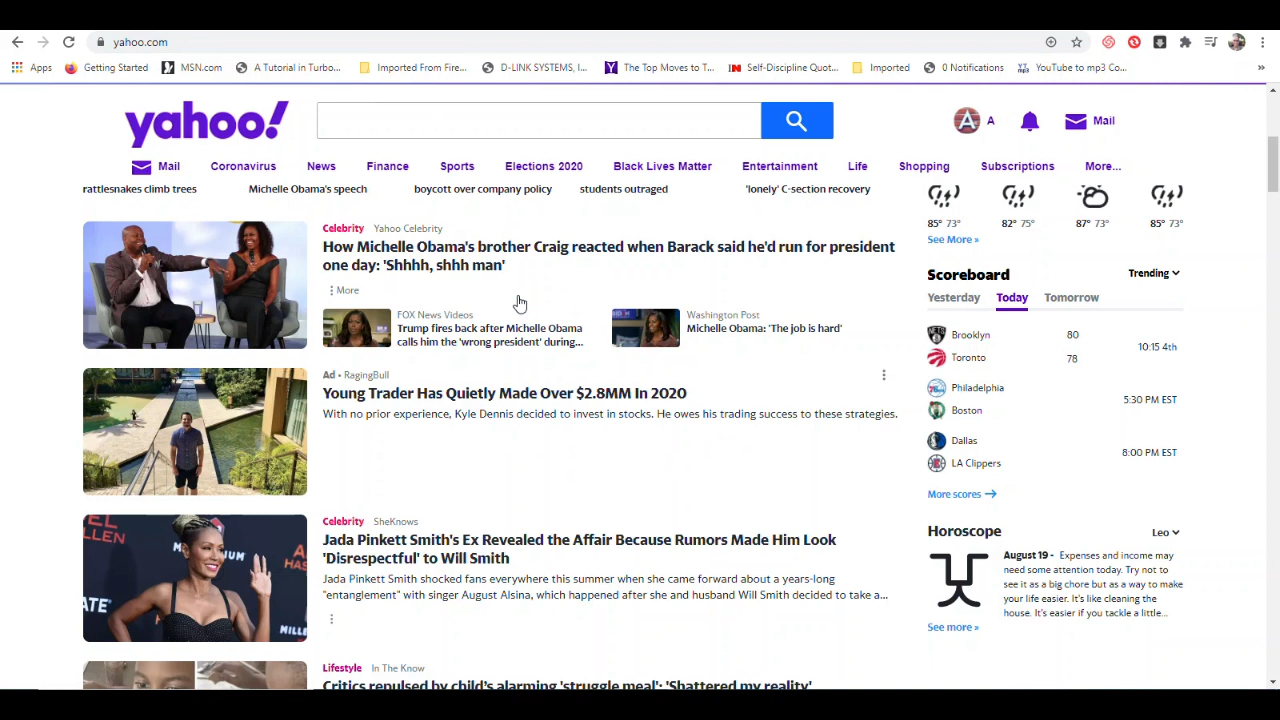 yahoo.com
Apps
Getting Started
MSN.com
A Tutorial in Turbo...
Imported From Fire...
D-LINK SYSTEMS, I...
The Top Moves to T...
Self-Discipline Quot...
Imported
0 Notifications
YouTube to mp3 Co...
»
yahoo!
A
A
Mail
Mail
Coronavirus
News
Finance
Sports
Elections 2020
Black Lives Matter
Entertainment
Life
Shopping
Subscriptions
More...
rattlesnakes climb trees
Michelle Obama's speech
boycott over company policy
students outraged
'lonely' C-section recovery
Celebrity Yahoo Celebrity
How Michelle Obama's brother Craig reacted when Barack said he'd run for president
one day: 'Shhhh, shhh man'
More
FOX News Videos
Trump fires back after Michelle Obama
calls him the 'wrong president' during...
Washington Post
Michelle Obama: 'The job is hard'
Ad • RagingBull
Young Trader Has Quietly Made Over $2.8MM In 2020
With no prior experience, Kyle Dennis decided to invest in stocks. He owes his trading success to these strategies.
Celebrity SheKnows
Jada Pinkett Smith's Ex Revealed the Affair Because Rumors Made Him Look
'Disrespectful' to Will Smith
Jada Pinkett Smith shocked fans everywhere this summer when she came forward about a years-long
"entanglement" with singer August Alsina, which happened after she and husband Will Smith decided to take a...
Lifestyle In The Know
Critics repulsed by child's alarming 'struggle meal': 'Shattered my reality'
85° 73°
82° 75°
87° 73°
85° 73°
See More »
Scoreboard
Trending
Yesterday
Today
Tomorrow
Brooklyn 80
Toronto 78
10:15 4th
Philadelphia
Boston
5:30 PM EST
Dallas
LA Clippers
8:00 PM EST
More scores
Horoscope
Leo
August 19 - Expenses and income may
need some attention today. Try not to
see it as a big chore but as a way to make
your life easier. It's like cleaning the
house. It's easier if you tackle a little...
See more »